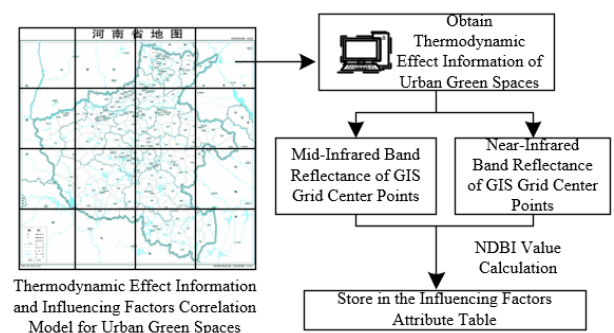 河南省地图
Obtain
Thermodynamic
Effect Information of
Urban Green Spaces
Mid-Infrared Band
Reflectance of GIS
Grid Center Points
Near-Infrared
Band Reflectance
of GIS Grid Center
Points
NDBI Value
Calculation
Store in the Influencing Factors
Attribute Table
Thermodynamic Effect Information
and Influencing Factors Correlation
Model for Urban Green Spaces